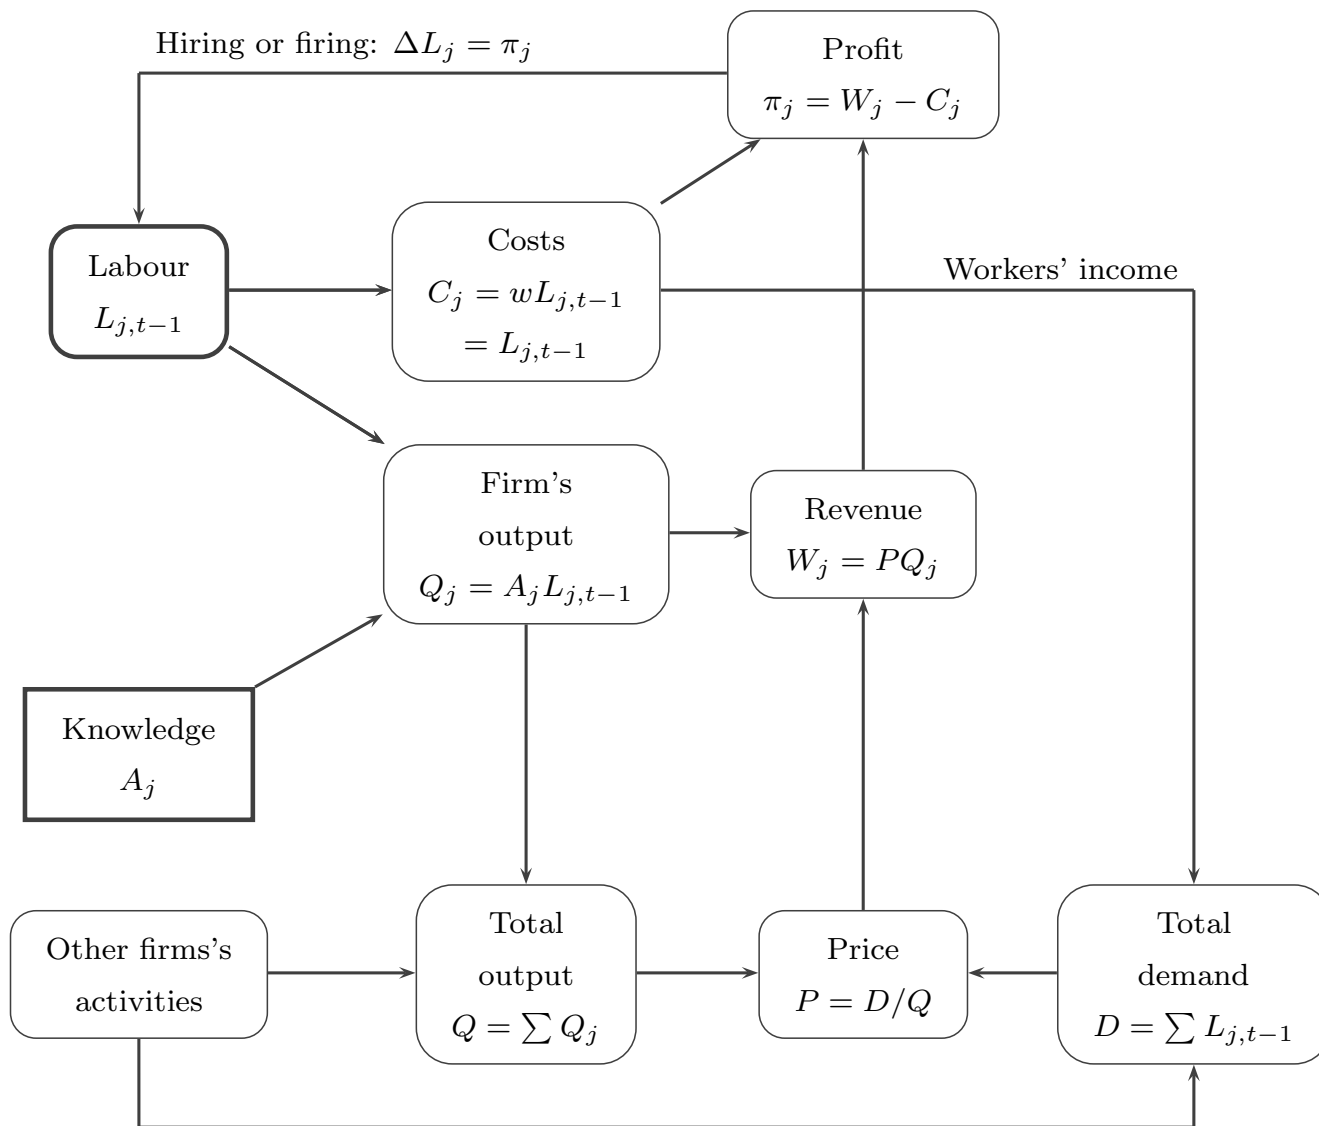 Hiring or firing: ΔL_j = π_j
Profit
π_j = W_j − C_j
Labour
L_{j,t−1}
Costs
C_j = wL_{j,t−1}
= L_{j,t−1}
Workers' income
Firm's
output
Q_j = A_jL_{j,t−1}
Revenue
W_j = PQ_j
Knowledge
A_j
Other firms's
activities
Total
output
Q = ∑ Q_j
Price
P = D/Q
Total
demand
D = ∑ L_{j,t−1}